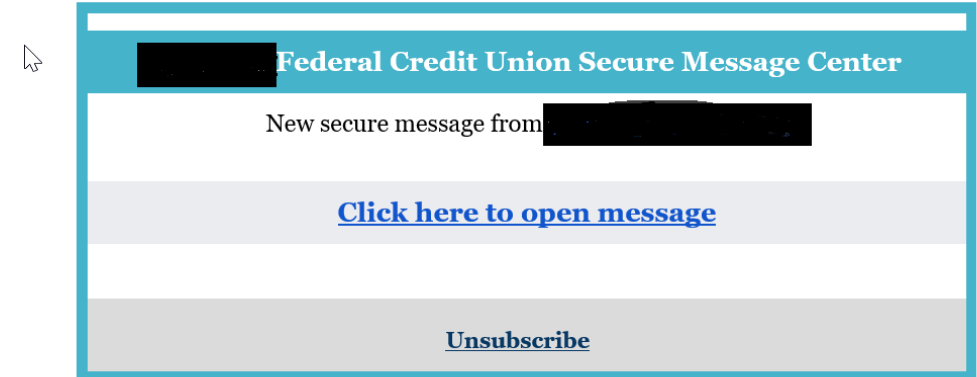 Federal Credit Union Secure Message Center
New secure message from
Click here to open message
Unsubscribe